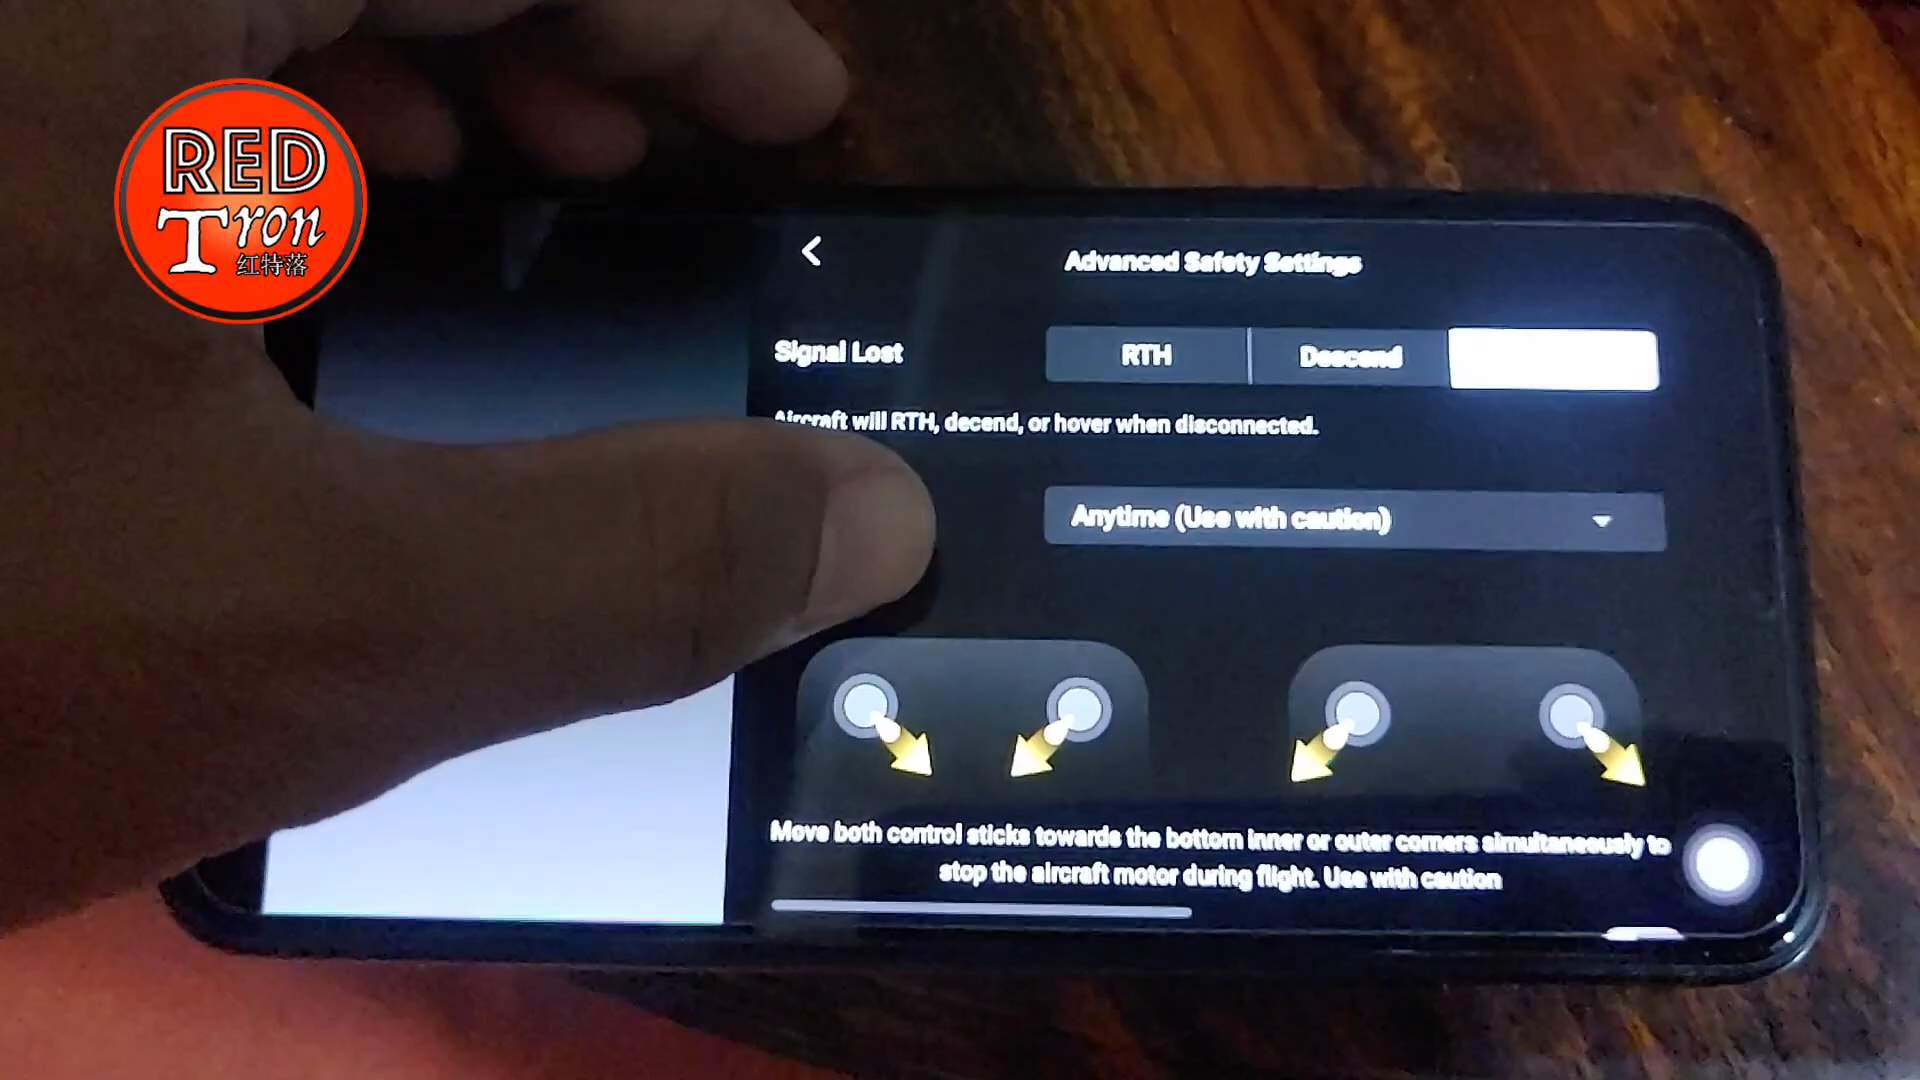 RED
Tron
红特落
Advanced Safety Settings
Signal Lost
RTH
Descend
Aircraft will RTH, decend, or hover when disconnected.
Anytime (Use with caution)
Move both control sticks towards the bottom inner or outer corners simultaneously to
stop the aircraft motor during flight. Use with caution